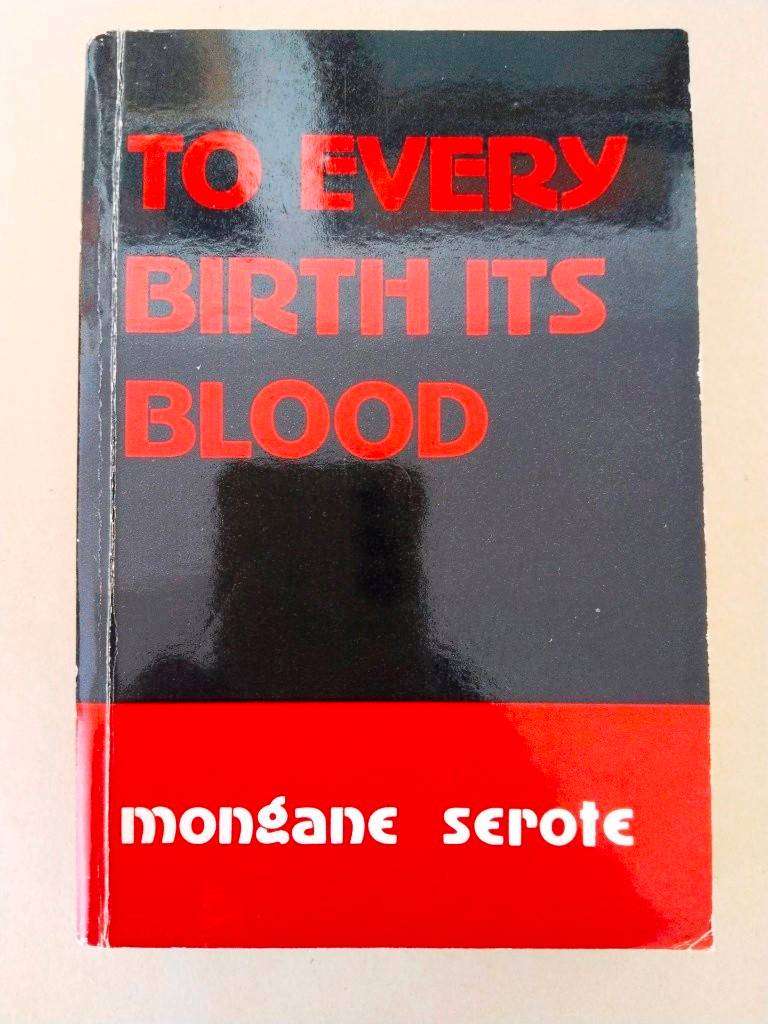 TO EVERY
BIRTH ITS
BLOOD
mongane serote